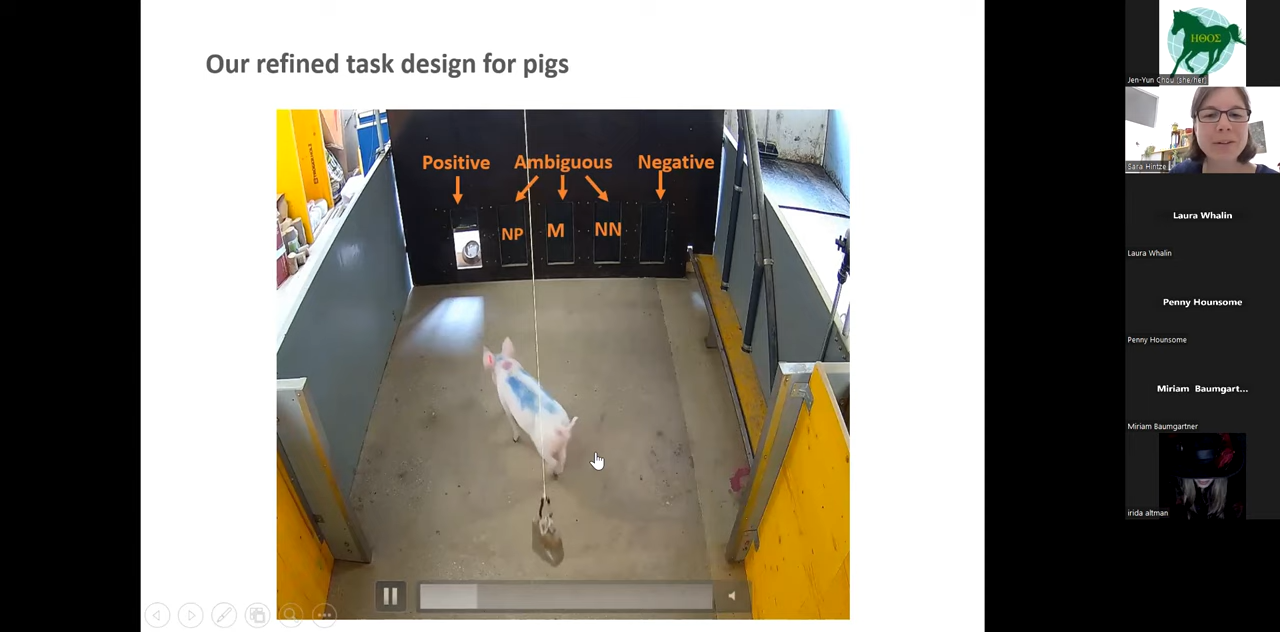 Our refined task design for pigs
Positive
Ambiguous
Negative
NP
M
NN
ΗΘΟΣ
Jen-Yun Chou (she/her)
Sara Hintze
Laura Whalin
Laura Whalin
Penny Hounsome
Penny Hounsome
Miriam Baumgart...
Miriam Baumgartner
irida altman